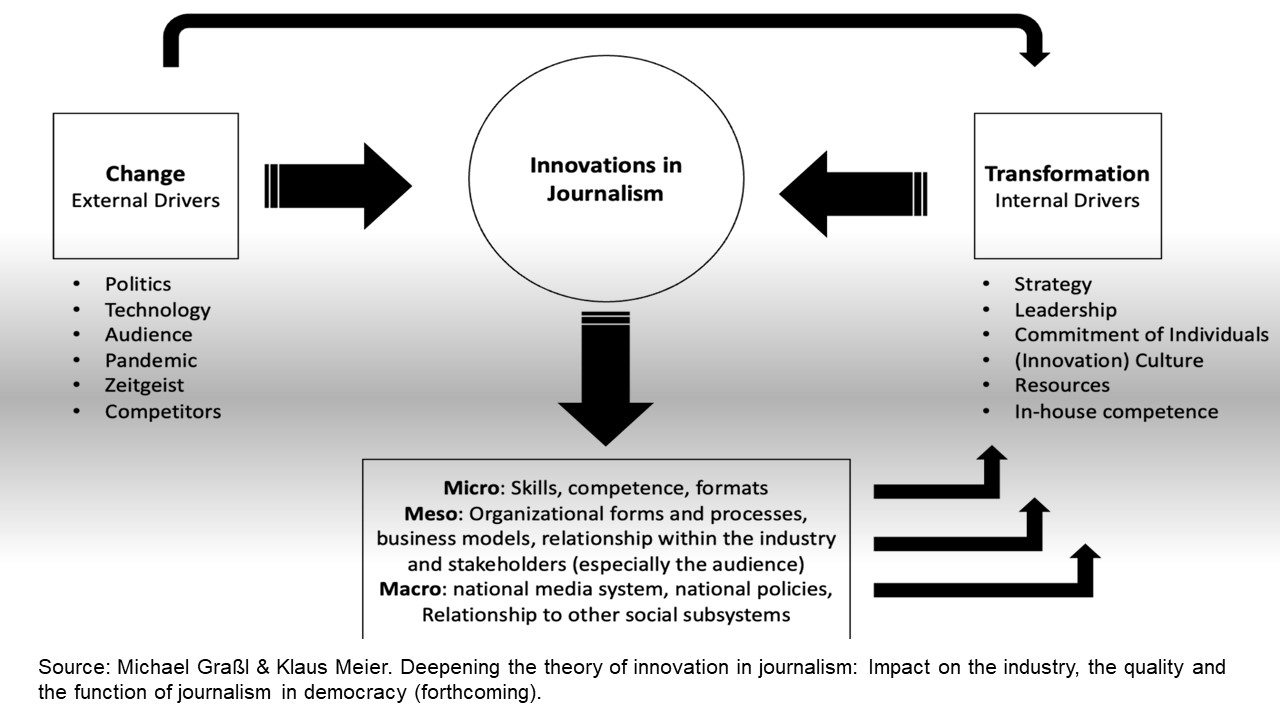 Innovations in
Journalism
Change
External Drivers
• Politics
• Technology
• Audience
• Pandemic
• Zeitgeist
• Competitors
Transformation
Internal Drivers
• Strategy
• Leadership
• Commitment of Individuals
• (Innovation) Culture
• Resources
• In-house competence
Micro: Skills, competence, formats
Meso: Organizational forms and processes,
business models, relationship within the industry
and stakeholders (especially the audience)
Macro: national media system, national policies,
Relationship to other social subsystems
Source: Michael Graßl & Klaus Meier. Deepening the theory of innovation in journalism: Impact on the industry, the quality and
the function of journalism in democracy (forthcoming).